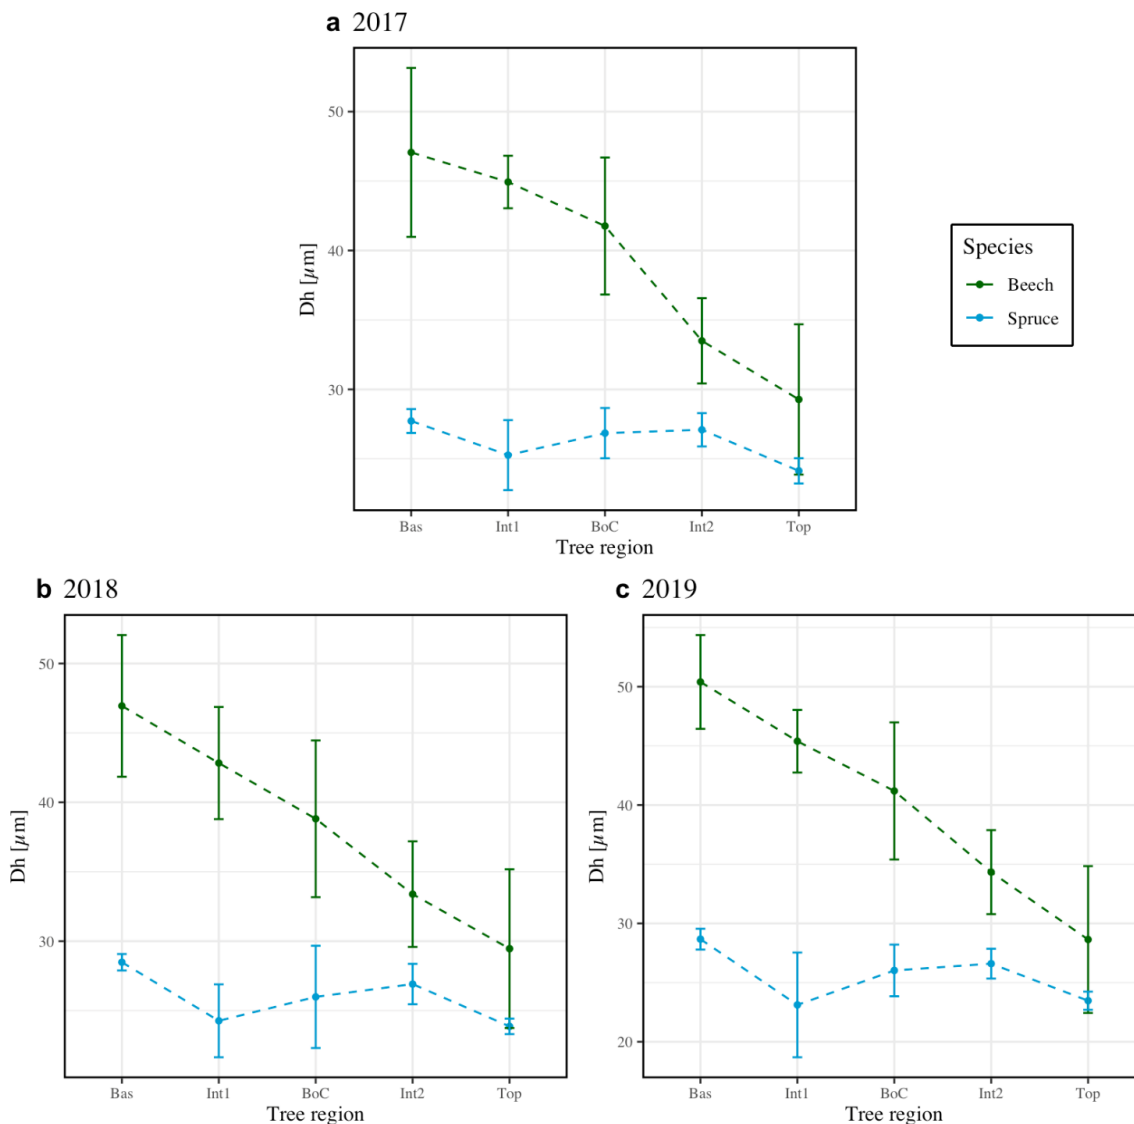 a 2017
50
40
30
Dh [µm]
Bas Int1 BoC Int2 Top
Tree region
Species
Beech
Spruce
b 2018
50
40
30
Dh [µm]
Bas Int1 BoC Int2 Top
Tree region
c 2019
50
40
30
20
Dh [µm]
Bas Int1 BoC Int2 Top
Tree region